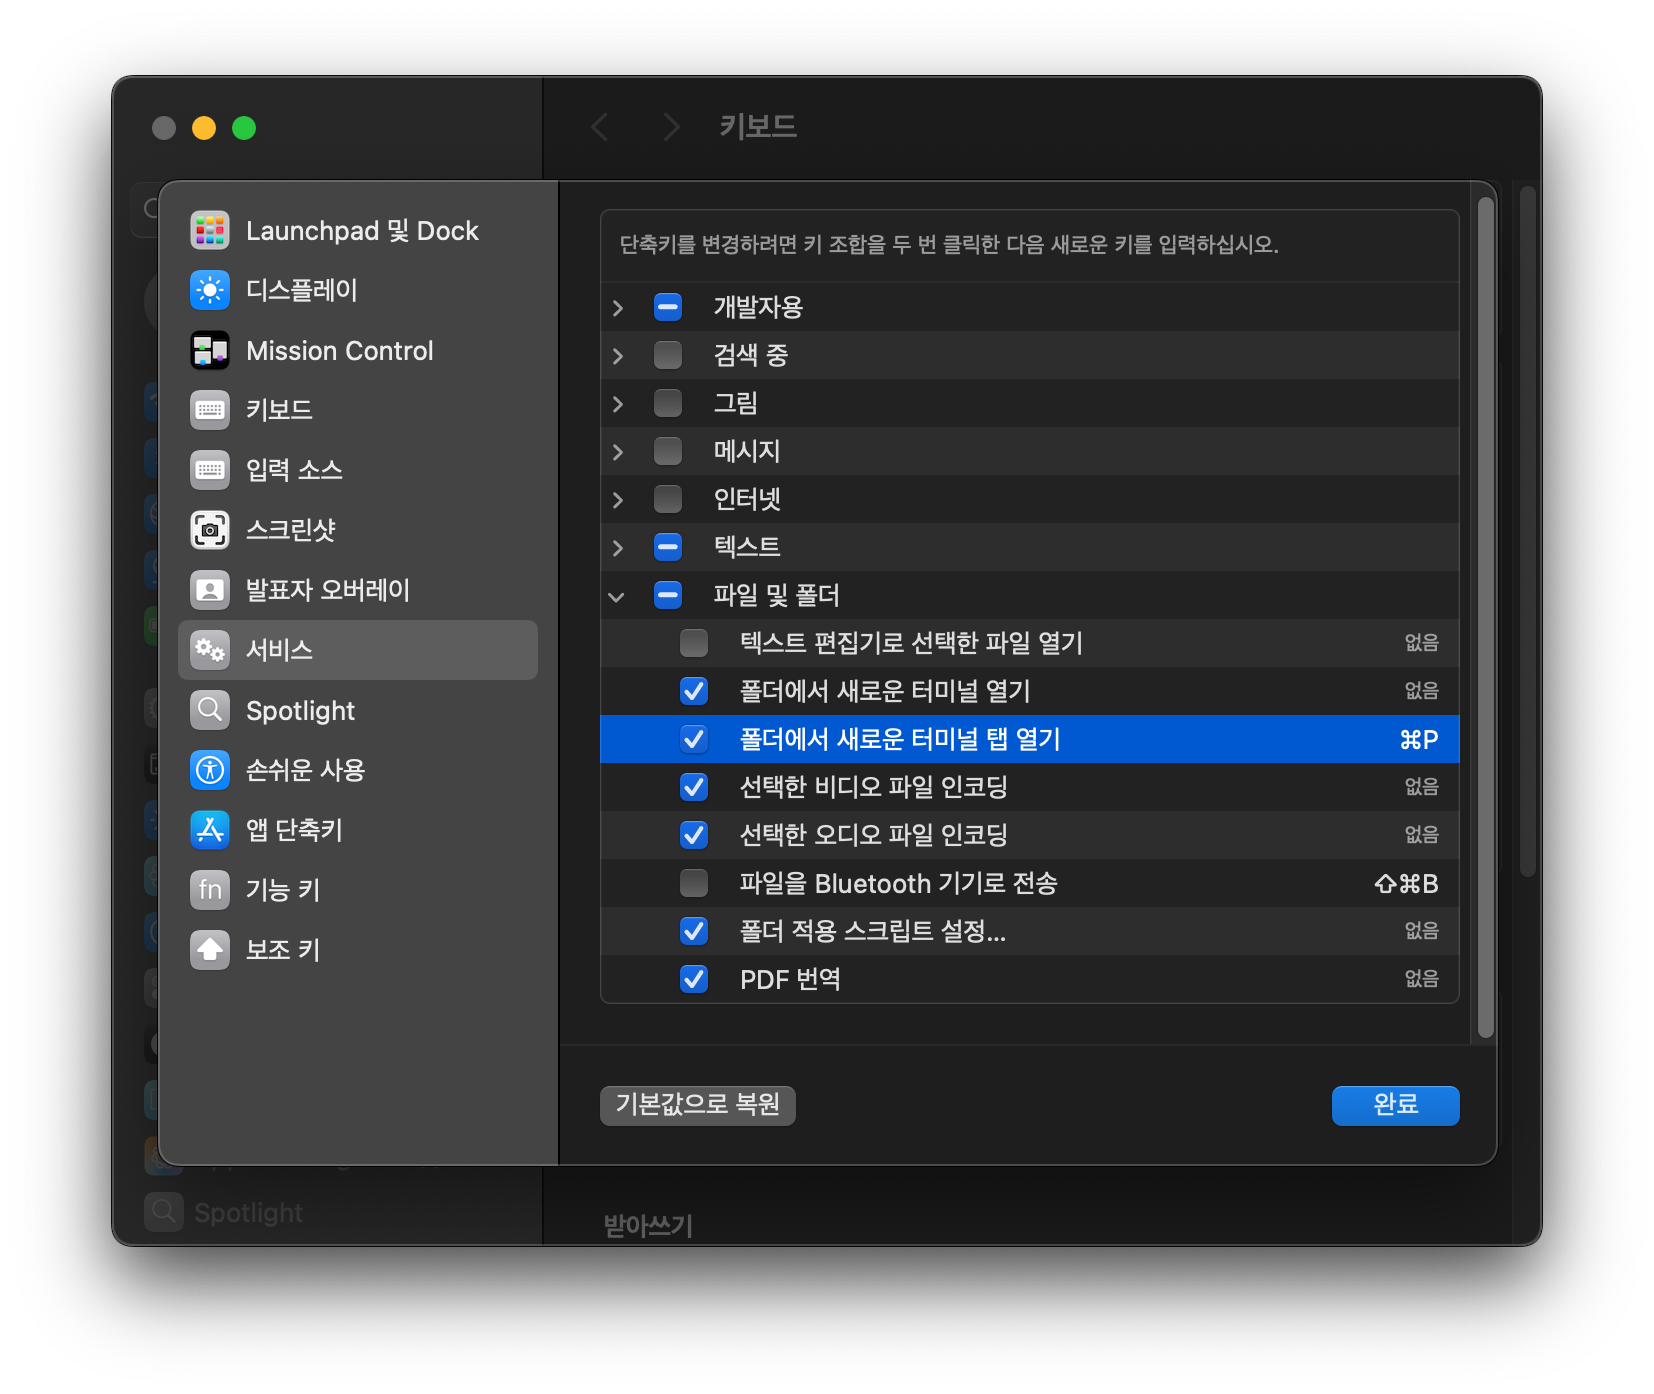 키보드
Launchpad 및 Dock
디스플레이
Mission Control
키보드
입력 소스
스크린샷
발표자 오버레이
서비스
Spotlight
손쉬운 사용
앱 단축키
fn 기능 키
보조 키
단축키를 변경하려면 키 조합을 두 번 클릭한 다음 새로운 키를 입력하십시오.
개발자용
검색 중
그림
메시지
인터넷
텍스트
파일 및 폴더
텍스트 편집기로 선택한 파일 열기 없음
폴더에서 새로운 터미널 열기 없음
폴더에서 새로운 터미널 탭 열기 ⌘P
선택한 비디오 파일 인코딩 없음
선택한 오디오 파일 인코딩 없음
파일을 Bluetooth 기기로 전송 ⇧⌘B
폴더 적용 스크립트 설정... 없음
PDF 번역 없음
기본값으로 복원
완료
Spotlight
받아쓰기